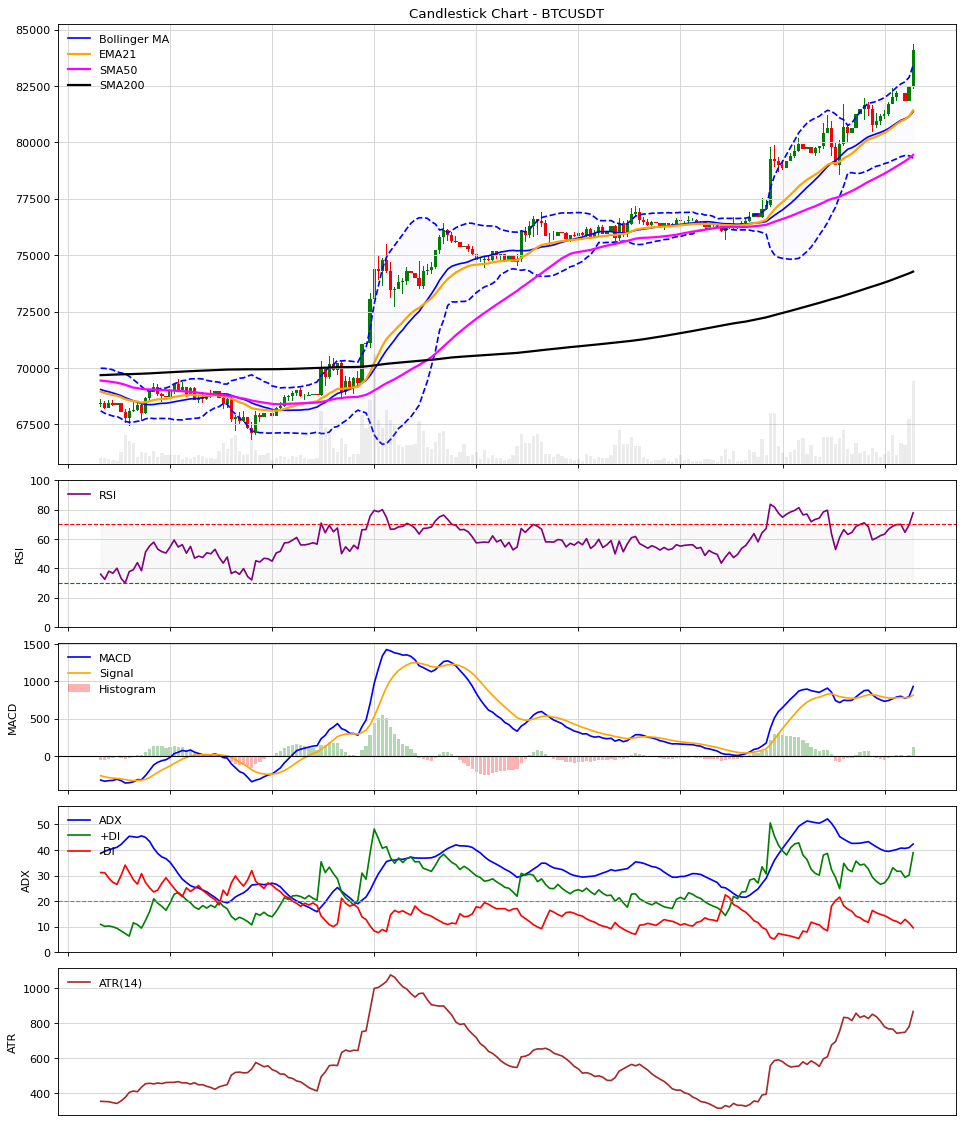 Candlestick Chart - BTCUSDT
85000
82500
80000
77500
75000
72500
70000
67500
Bollinger MA
EMA21
SMA50
SMA200
100
80
60
40
20
0
RSI
RSI
1500
1000
500
0
MACD
MACD
Signal
Histogram
50
40
30
20
10
0
ADX
ADX
+DI
-DI
1000
800
600
400
ATR
ATR(14)